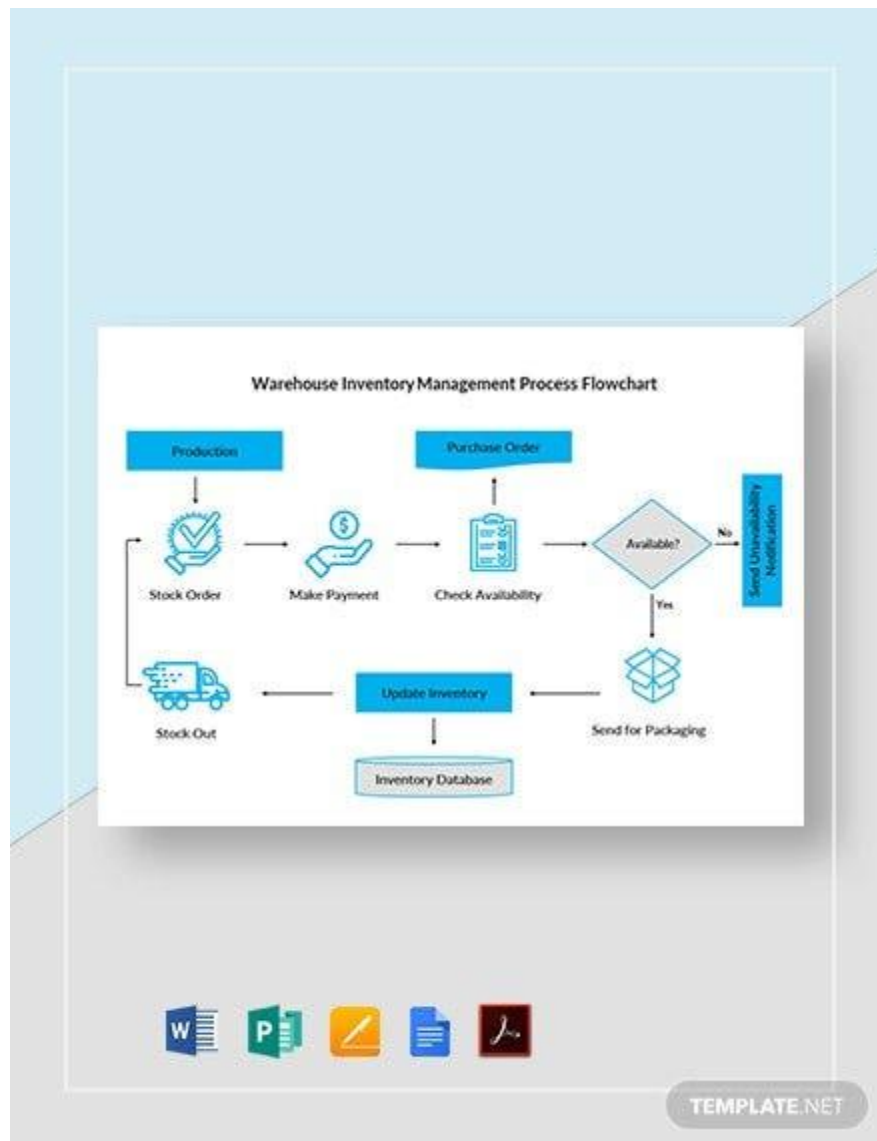 Warehouse Inventory Management Process Flowchart
Production
Purchase Order
Send Unavailability
Notification
Available?
No
Stock Order
Make Payment
Check Availability
Yes
Update Inventory
Stock Out
Send for Packaging
Inventory Database
W
P
TEMPLATE.NET